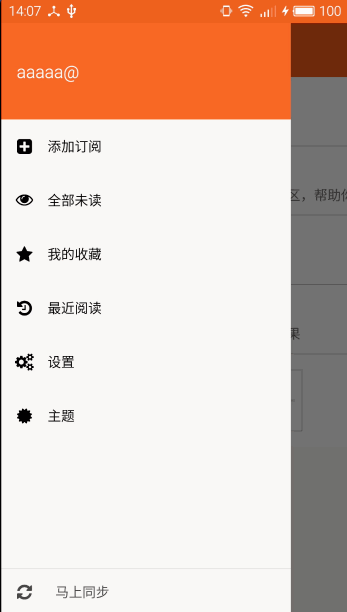 14:07 100
aaaaa@
添加订阅
全部未读
区，帮助你
我的收藏
最近阅读
果
设置
主题
马上同步